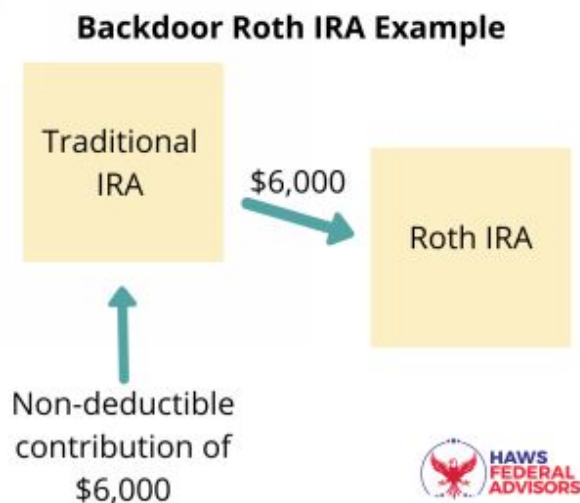 Backdoor Roth IRA Example
Traditional
IRA
$6,000
Roth IRA
Non-deductible
contribution of
$6,000
HAWS
FEDERAL
ADVISORS